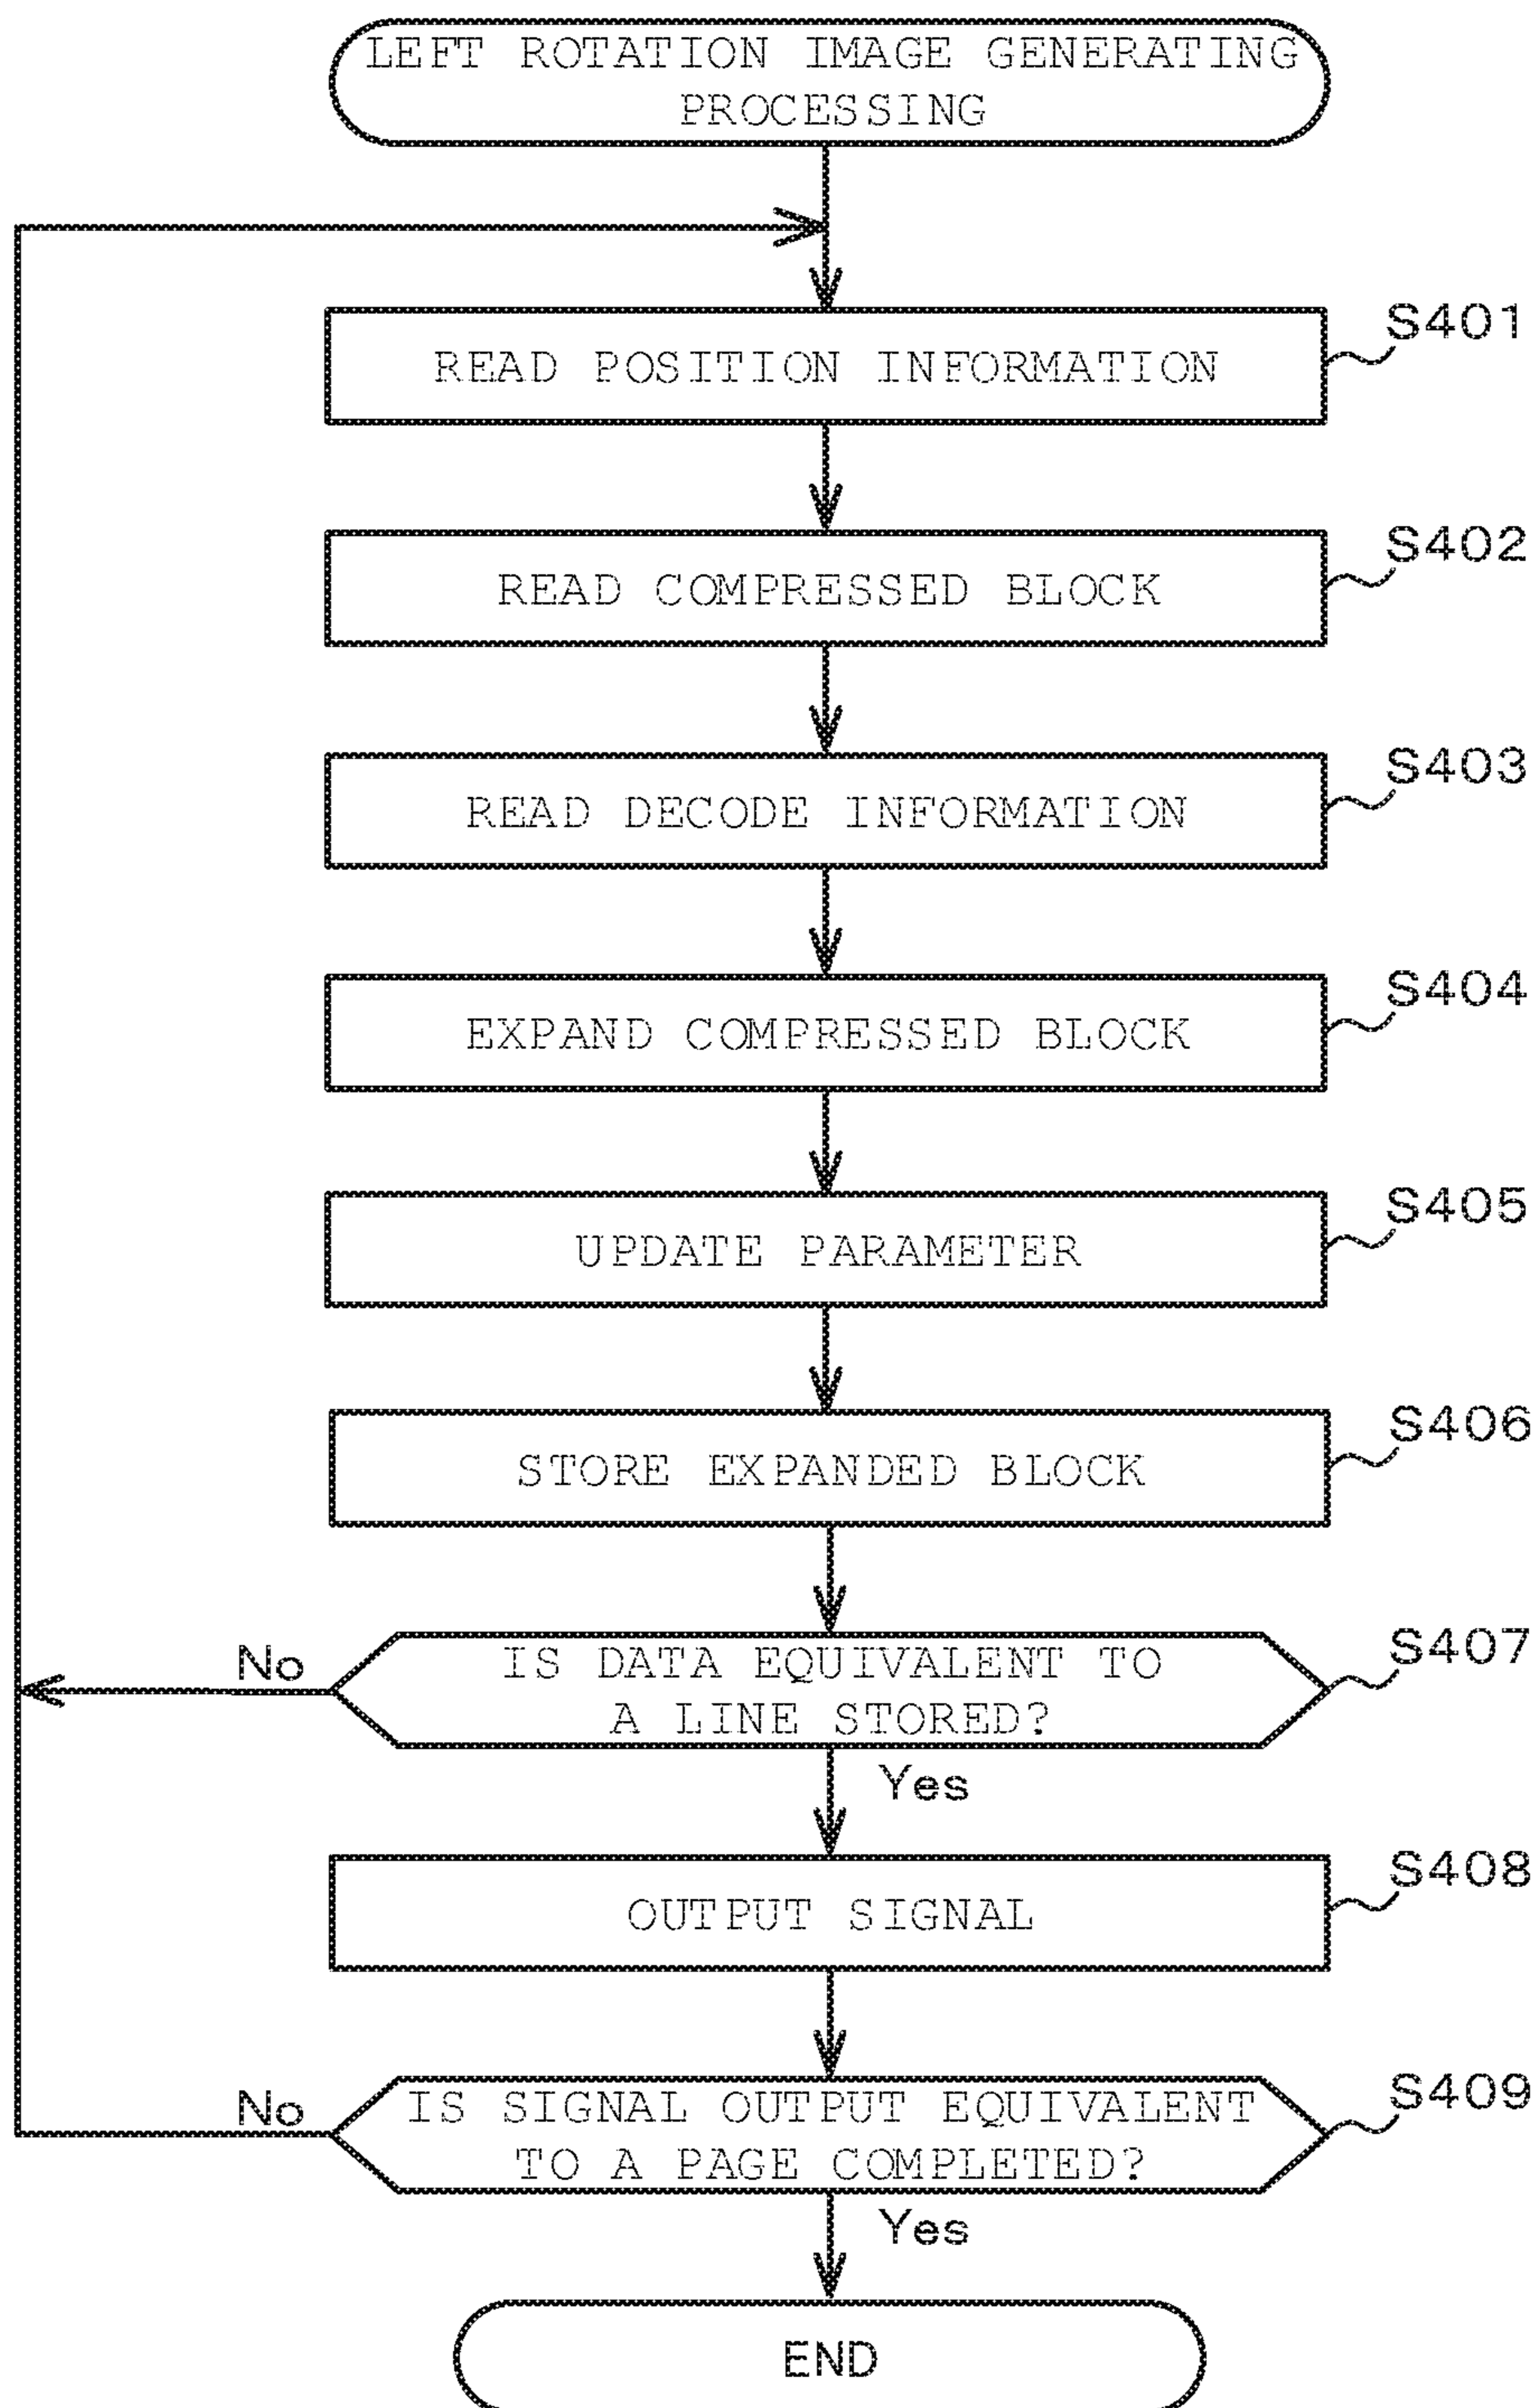 LEFT ROTATION IMAGE GENERATING
PROCESSING
S401
READ POSITION INFORMATION
S402
READ COMPRESSED BLOCK
S403
READ DECODE INFORMATION
S404
EXPAND COMPRESSED BLOCK
S405
UPDATE PARAMETER
S406
STORE EXPANDED BLOCK
S407
No
IS DATA EQUIVALENT TO
A LINE STORED?
Yes
S408
OUTPUT SIGNAL
S409
No
IS SIGNAL OUTPUT EQUIVALENT
TO A PAGE COMPLETED?
Yes
END